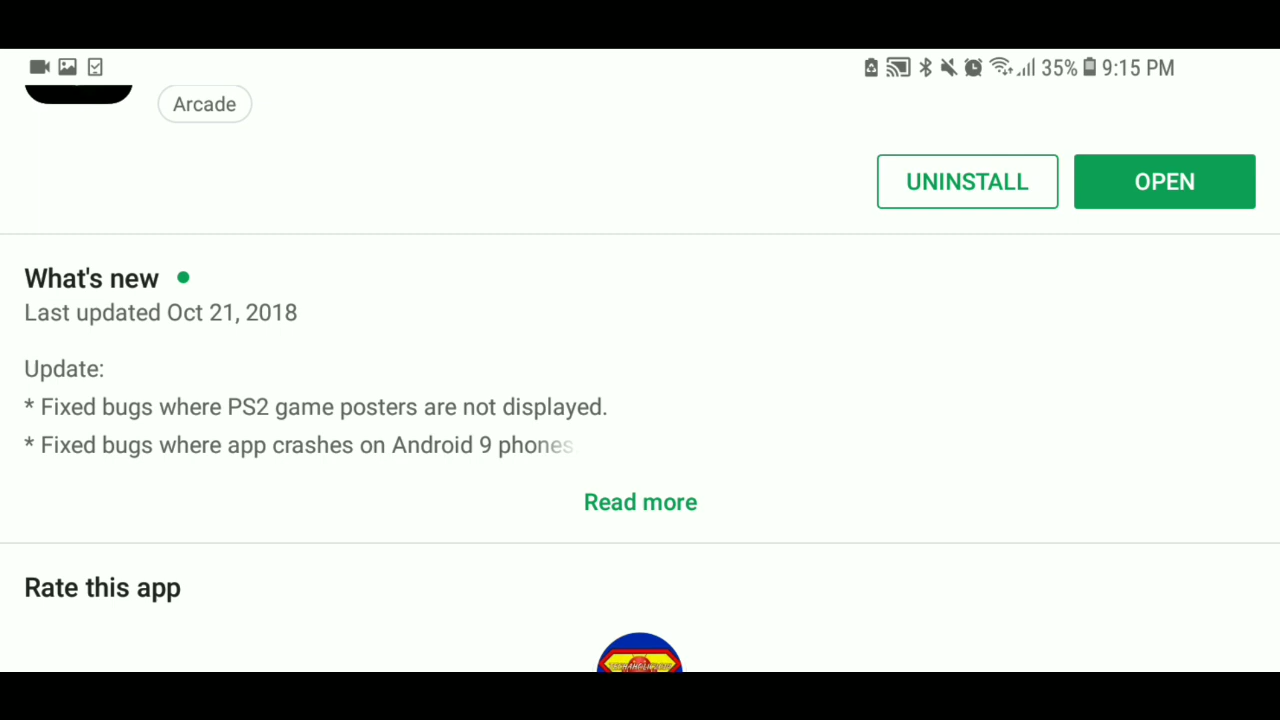 35% 9:15 PM
Arcade
UNINSTALL
OPEN
What's new
Last updated Oct 21, 2018
Update:
* Fixed bugs where PS2 game posters are not displayed.
* Fixed bugs where app crashes on Android 9 phones.
Read more
Rate this app